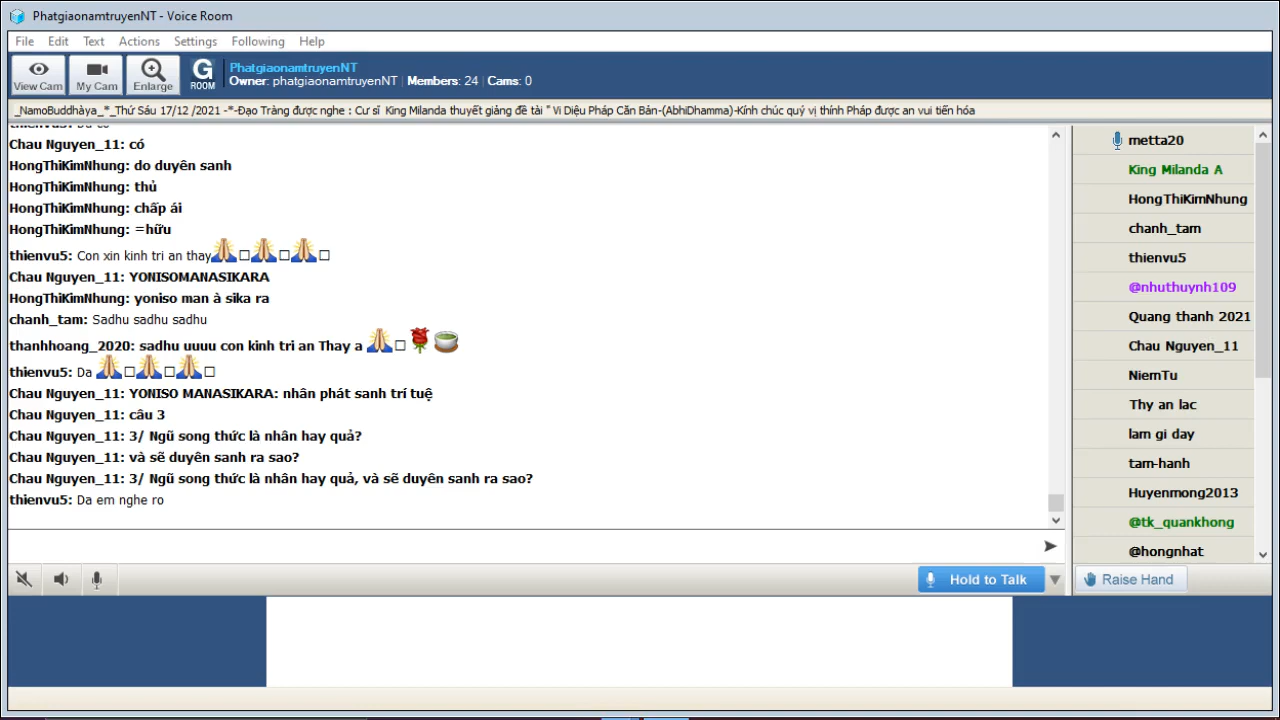 PhatgiaonamtruyenNT - Voice Room
File Edit Text Actions Settings Following Help
View Cam My Cam Enlarge G ROOM
PhatgiaonamtruyenNT
Owner: phatgiaonamtruyenNT | Members: 24 | Cams: 0
_NamoBuddhàya_*_Thứ Sáu 17/12 /2021 -*-Đạo Tràng được nghe : Cư sĩ King Milanda thuyết giảng đề tài " Vi Diệu Pháp Căn Bản-(AbhiDhamma)-Kính chúc quý vị thính Pháp được an vui tiến hóa
Chau Nguyen_11: có
HongThiKimNhung: do duyên sanh
HongThiKimNhung: thủ
HongThiKimNhung: chấp ái
HongThiKimNhung: =hữu
thienvu5: Con xin kinh tri an thay
Chau Nguyen_11: YONISOMANASIKARA
HongThiKimNhung: yoniso man à sika ra
chanh_tam: Sadhu sadhu sadhu
thanhhoang_2020: sadhu uuuu con kinh tri an Thay a
thienvu5: Da
Chau Nguyen_11: YONISO MANASIKARA: nhân phát sanh trí tuệ
Chau Nguyen_11: câu 3
Chau Nguyen_11: 3/ Ngũ song thức là nhân hay quả?
Chau Nguyen_11: và sẽ duyên sanh ra sao?
Chau Nguyen_11: 3/ Ngũ song thức là nhân hay quả, và sẽ duyên sanh ra sao?
thienvu5: Da em nghe ro
metta20
King Milanda A
HongThiKimNhung
chanh_tam
thienvu5
@nhuthuynh109
Quang thanh 2021
Chau Nguyen_11
NiemTu
Thy an lac
lam gi day
tam-hanh
Huyenmong2013
@tk_quankhong
@hongnhat
Hold to Talk
Raise Hand